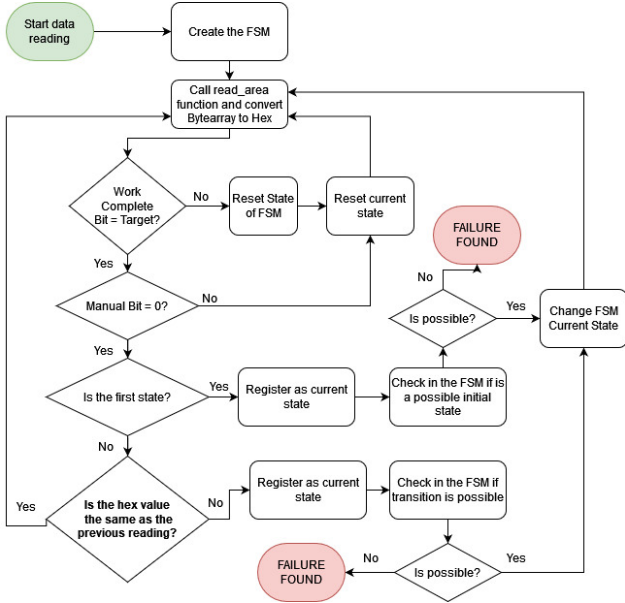 Start data
reading
Create the FSM
Call read_area
function and convert
Bytearray to Hex
Work
Complete
Bit = Target?
No
Reset State
of FSM
Reset current
state
FAILURE
FOUND
Yes
No
Manual Bit = 0?
No
Is possible?
Yes
Change FSM
Current State
Yes
Is the first state?
Yes
Register as current
state
Check in the FSM if is
a possible initial
state
No
Yes
Is the hex value
the same as the
previous reading?
No
Register as current
state
Check in the FSM if
transition is possible
FAILURE
FOUND
No
Is possible?
Yes